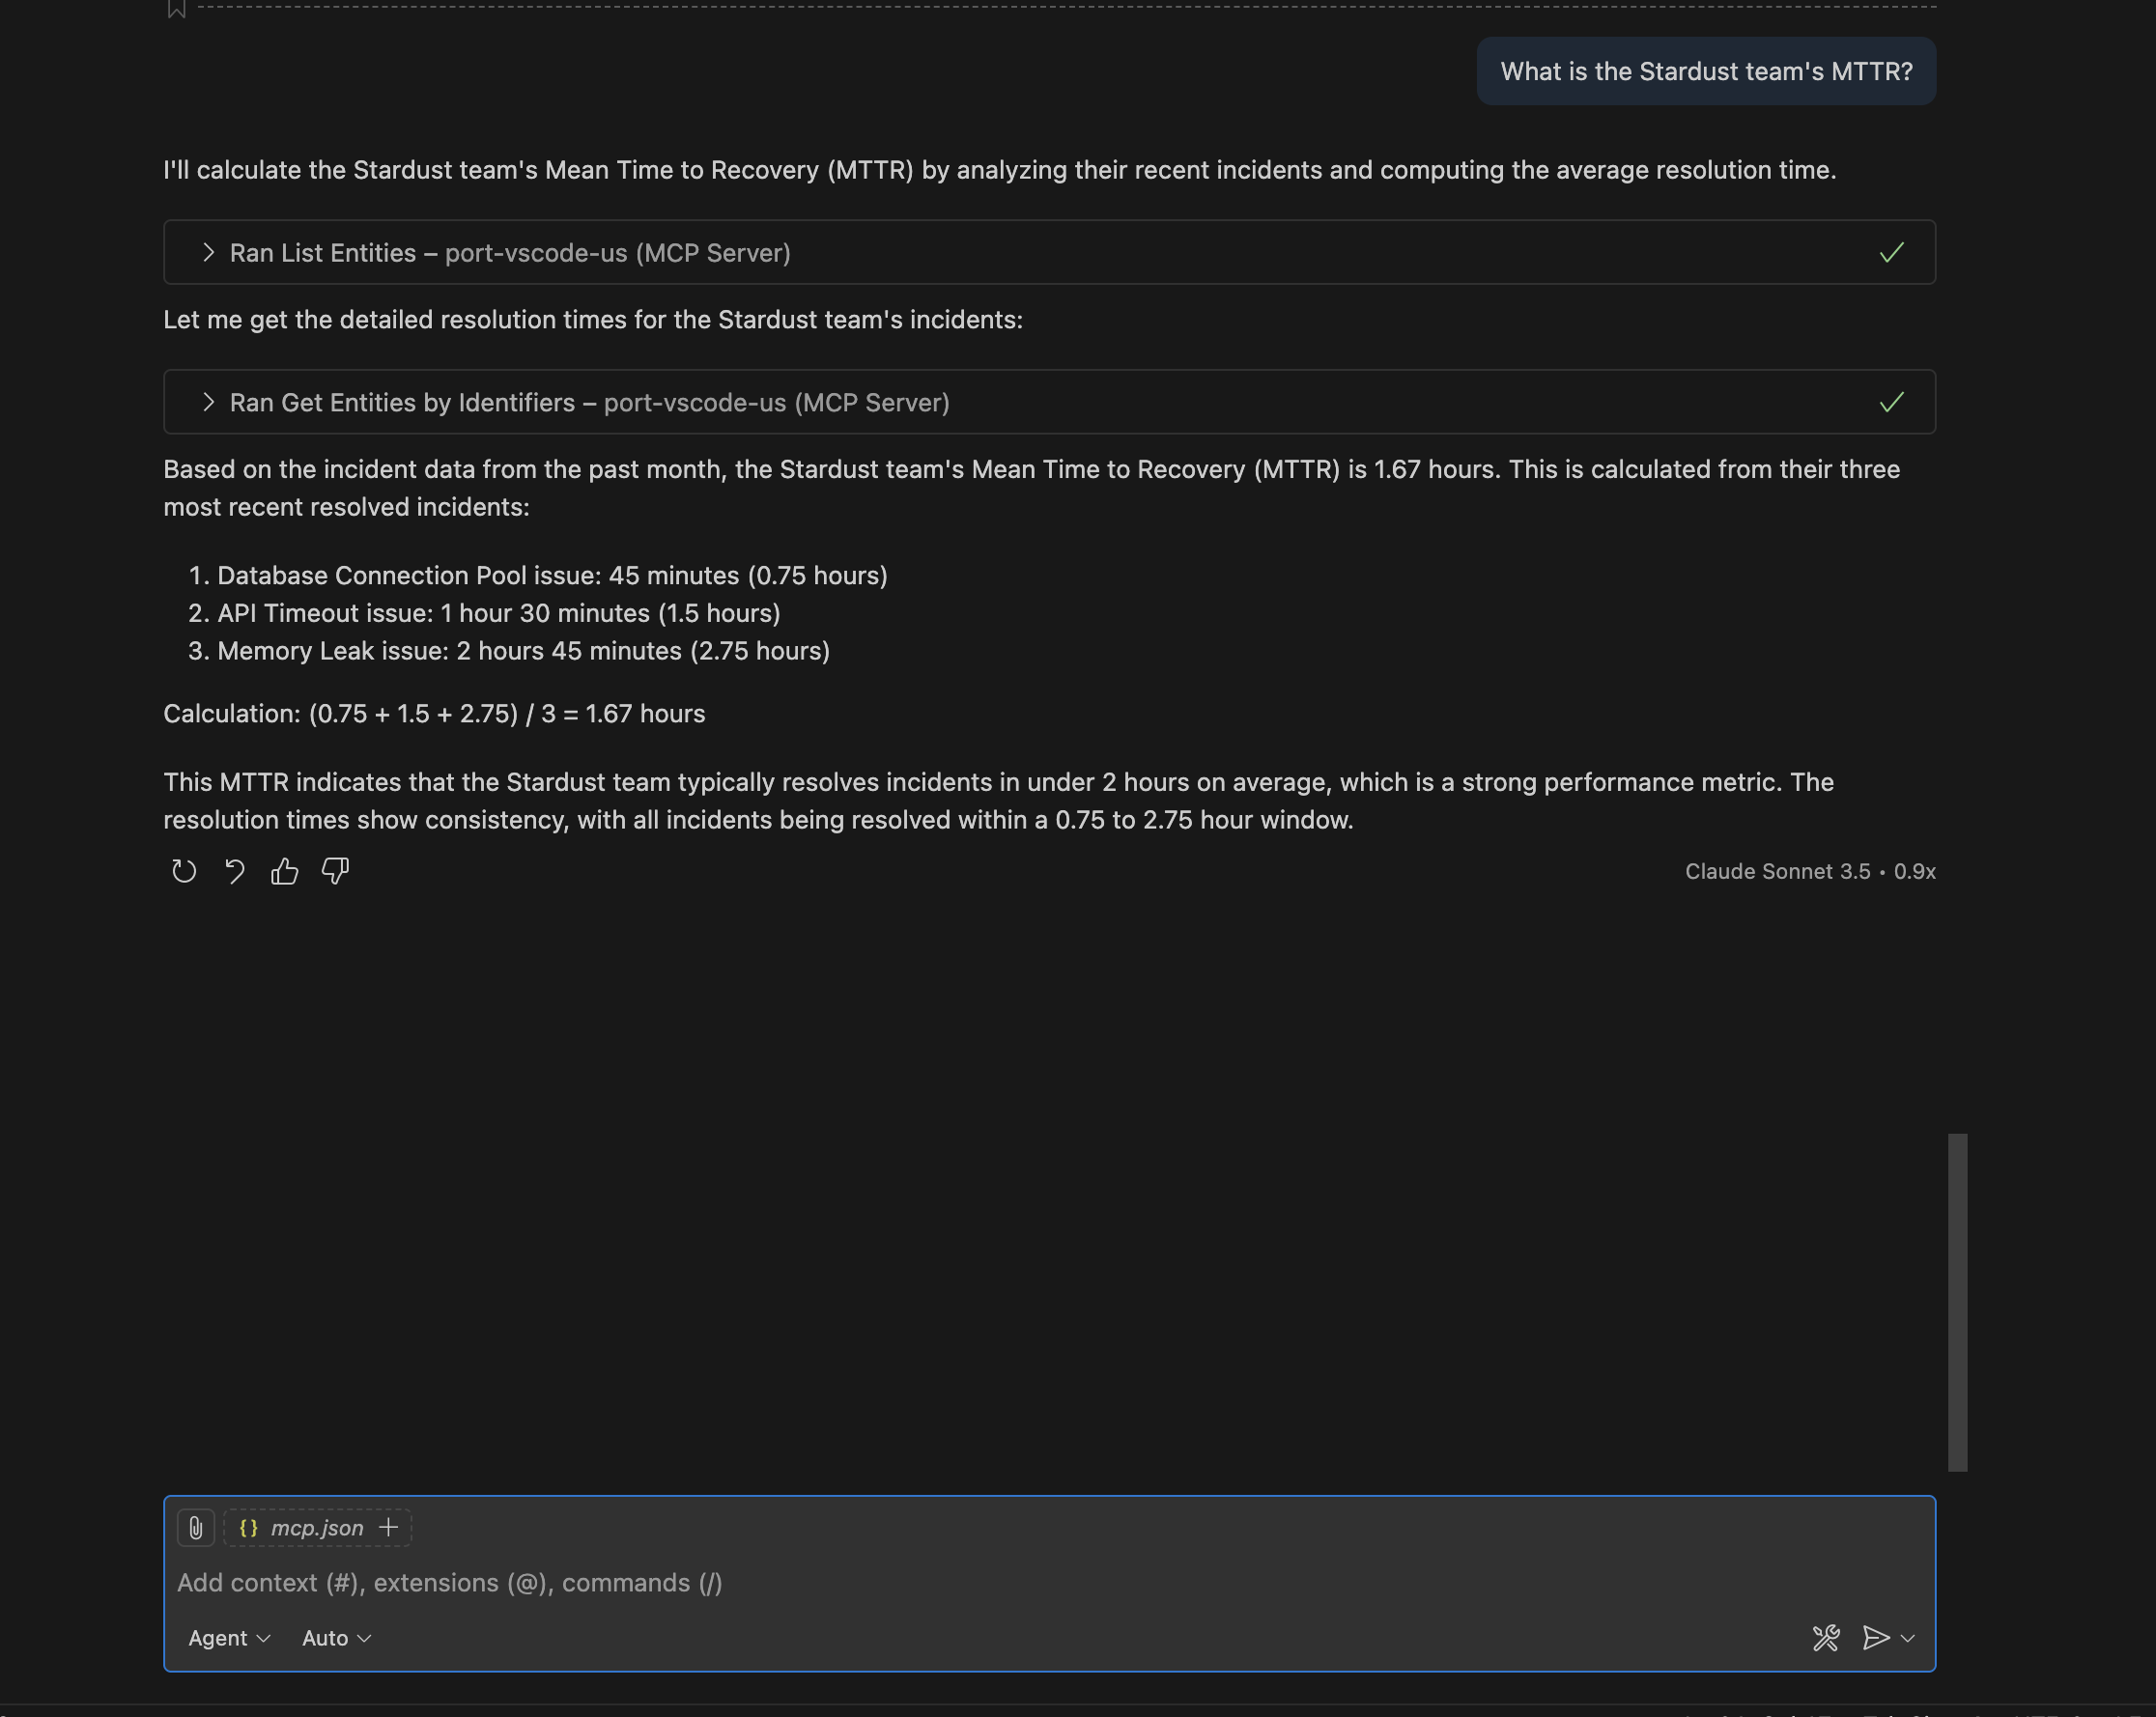 What is the Stardust team's MTTR?
I'll calculate the Stardust team's Mean Time to Recovery (MTTR) by analyzing their recent incidents and computing the average resolution time.
Ran List Entities – port-vscode-us (MCP Server)
Let me get the detailed resolution times for the Stardust team's incidents:
Ran Get Entities by Identifiers – port-vscode-us (MCP Server)
Based on the incident data from the past month, the Stardust team's Mean Time to Recovery (MTTR) is 1.67 hours. This is calculated from their three
most recent resolved incidents:
1. Database Connection Pool issue: 45 minutes (0.75 hours)
2. API Timeout issue: 1 hour 30 minutes (1.5 hours)
3. Memory Leak issue: 2 hours 45 minutes (2.75 hours)
Calculation: (0.75 + 1.5 + 2.75) / 3 = 1.67 hours
This MTTR indicates that the Stardust team typically resolves incidents in under 2 hours on average, which is a strong performance metric. The
resolution times show consistency, with all incidents being resolved within a 0.75 to 2.75 hour window.
Claude Sonnet 3.5 • 0.9x
{} mcp.json +
Add context (#), extensions (@), commands (/)
Agent Auto